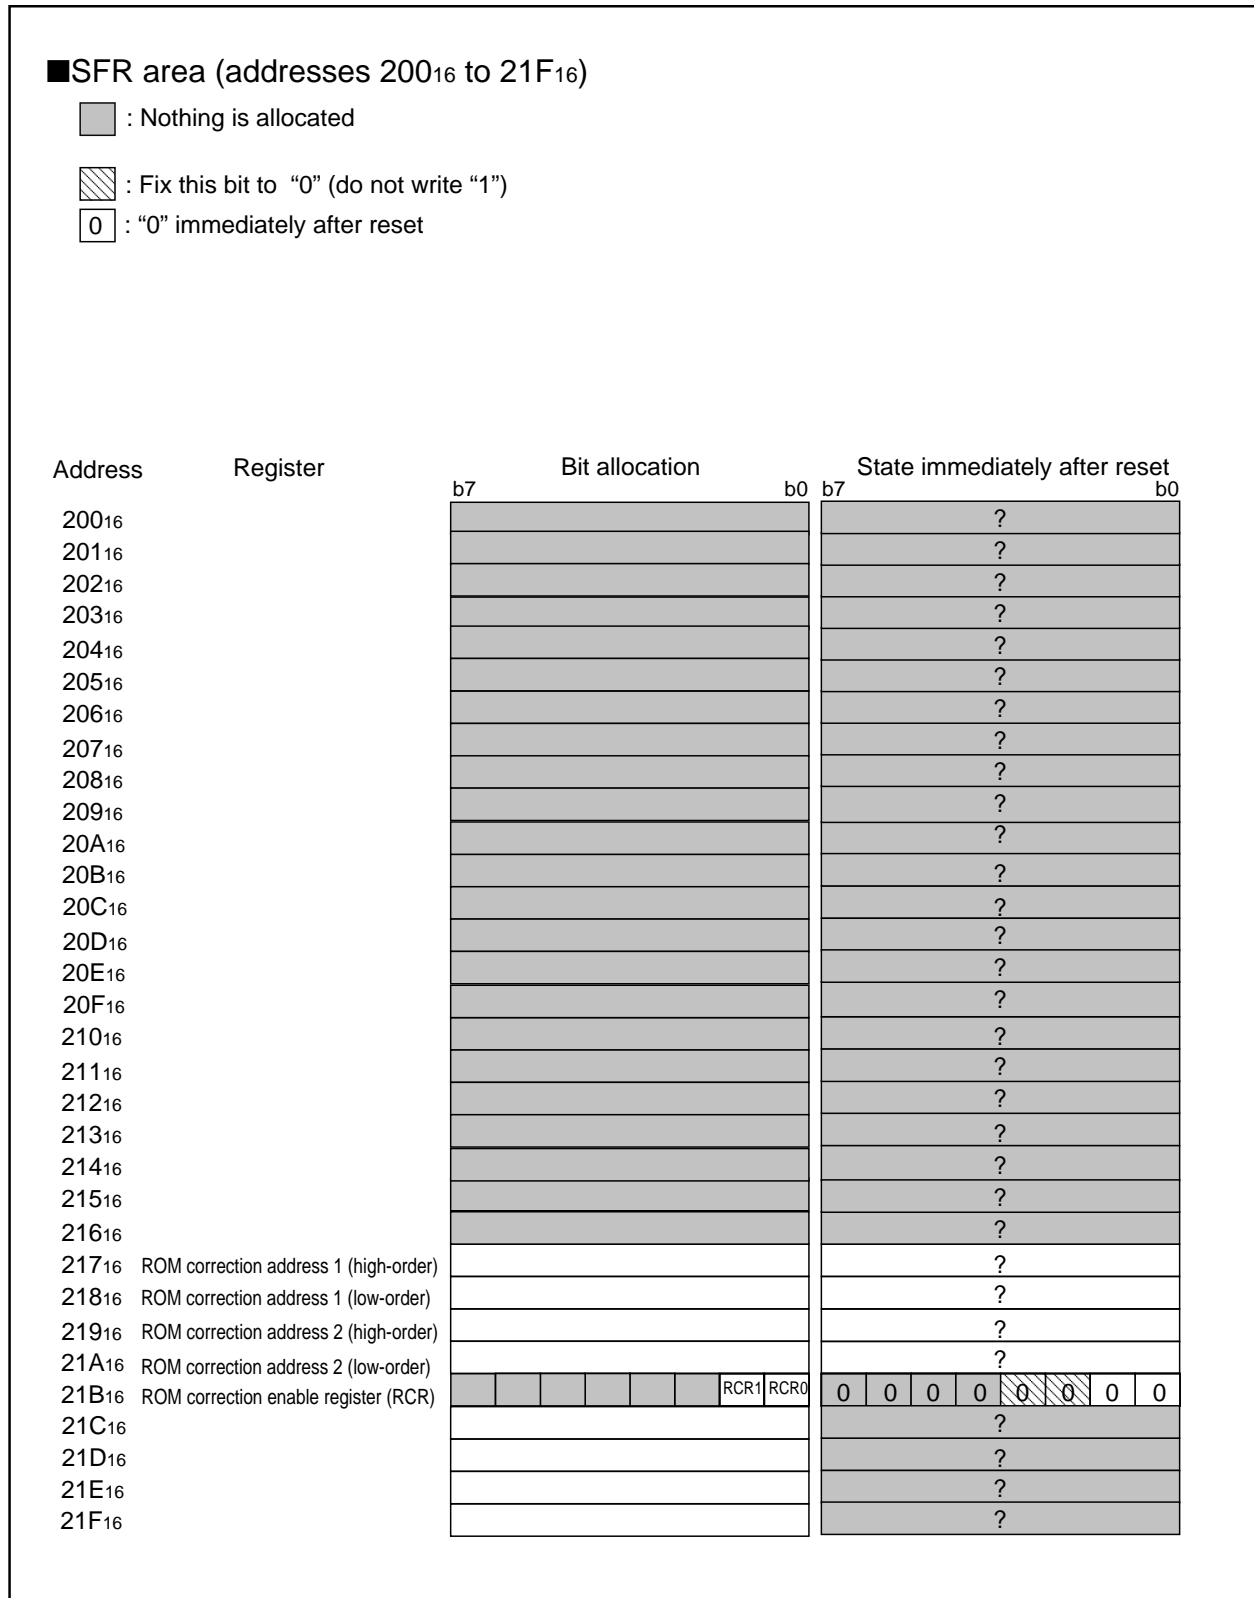 ■SFR area (addresses 200₁₆ to 21F₁₆)
: Nothing is allocated
: Fix this bit to “0” (do not write “1”)
0 : “0” immediately after reset
Address Register Bit allocation State immediately after reset
b7 b0 b7 b0
200₁₆ ?
201₁₆ ?
202₁₆ ?
203₁₆ ?
204₁₆ ?
205₁₆ ?
206₁₆ ?
207₁₆ ?
208₁₆ ?
209₁₆ ?
20A₁₆ ?
20B₁₆ ?
20C₁₆ ?
20D₁₆ ?
20E₁₆ ?
20F₁₆ ?
210₁₆ ?
211₁₆ ?
212₁₆ ?
213₁₆ ?
214₁₆ ?
215₁₆ ?
216₁₆ ?
217₁₆ ROM correction address 1 (high-order) ?
218₁₆ ROM correction address 1 (low-order) ?
219₁₆ ROM correction address 2 (high-order) ?
21A₁₆ ROM correction address 2 (low-order) ?
21B₁₆ ROM correction enable register (RCR) RCR1 RCR0 0 0 0 0 0 0 0 0
21C₁₆ ?
21D₁₆ ?
21E₁₆ ?
21F₁₆ ?